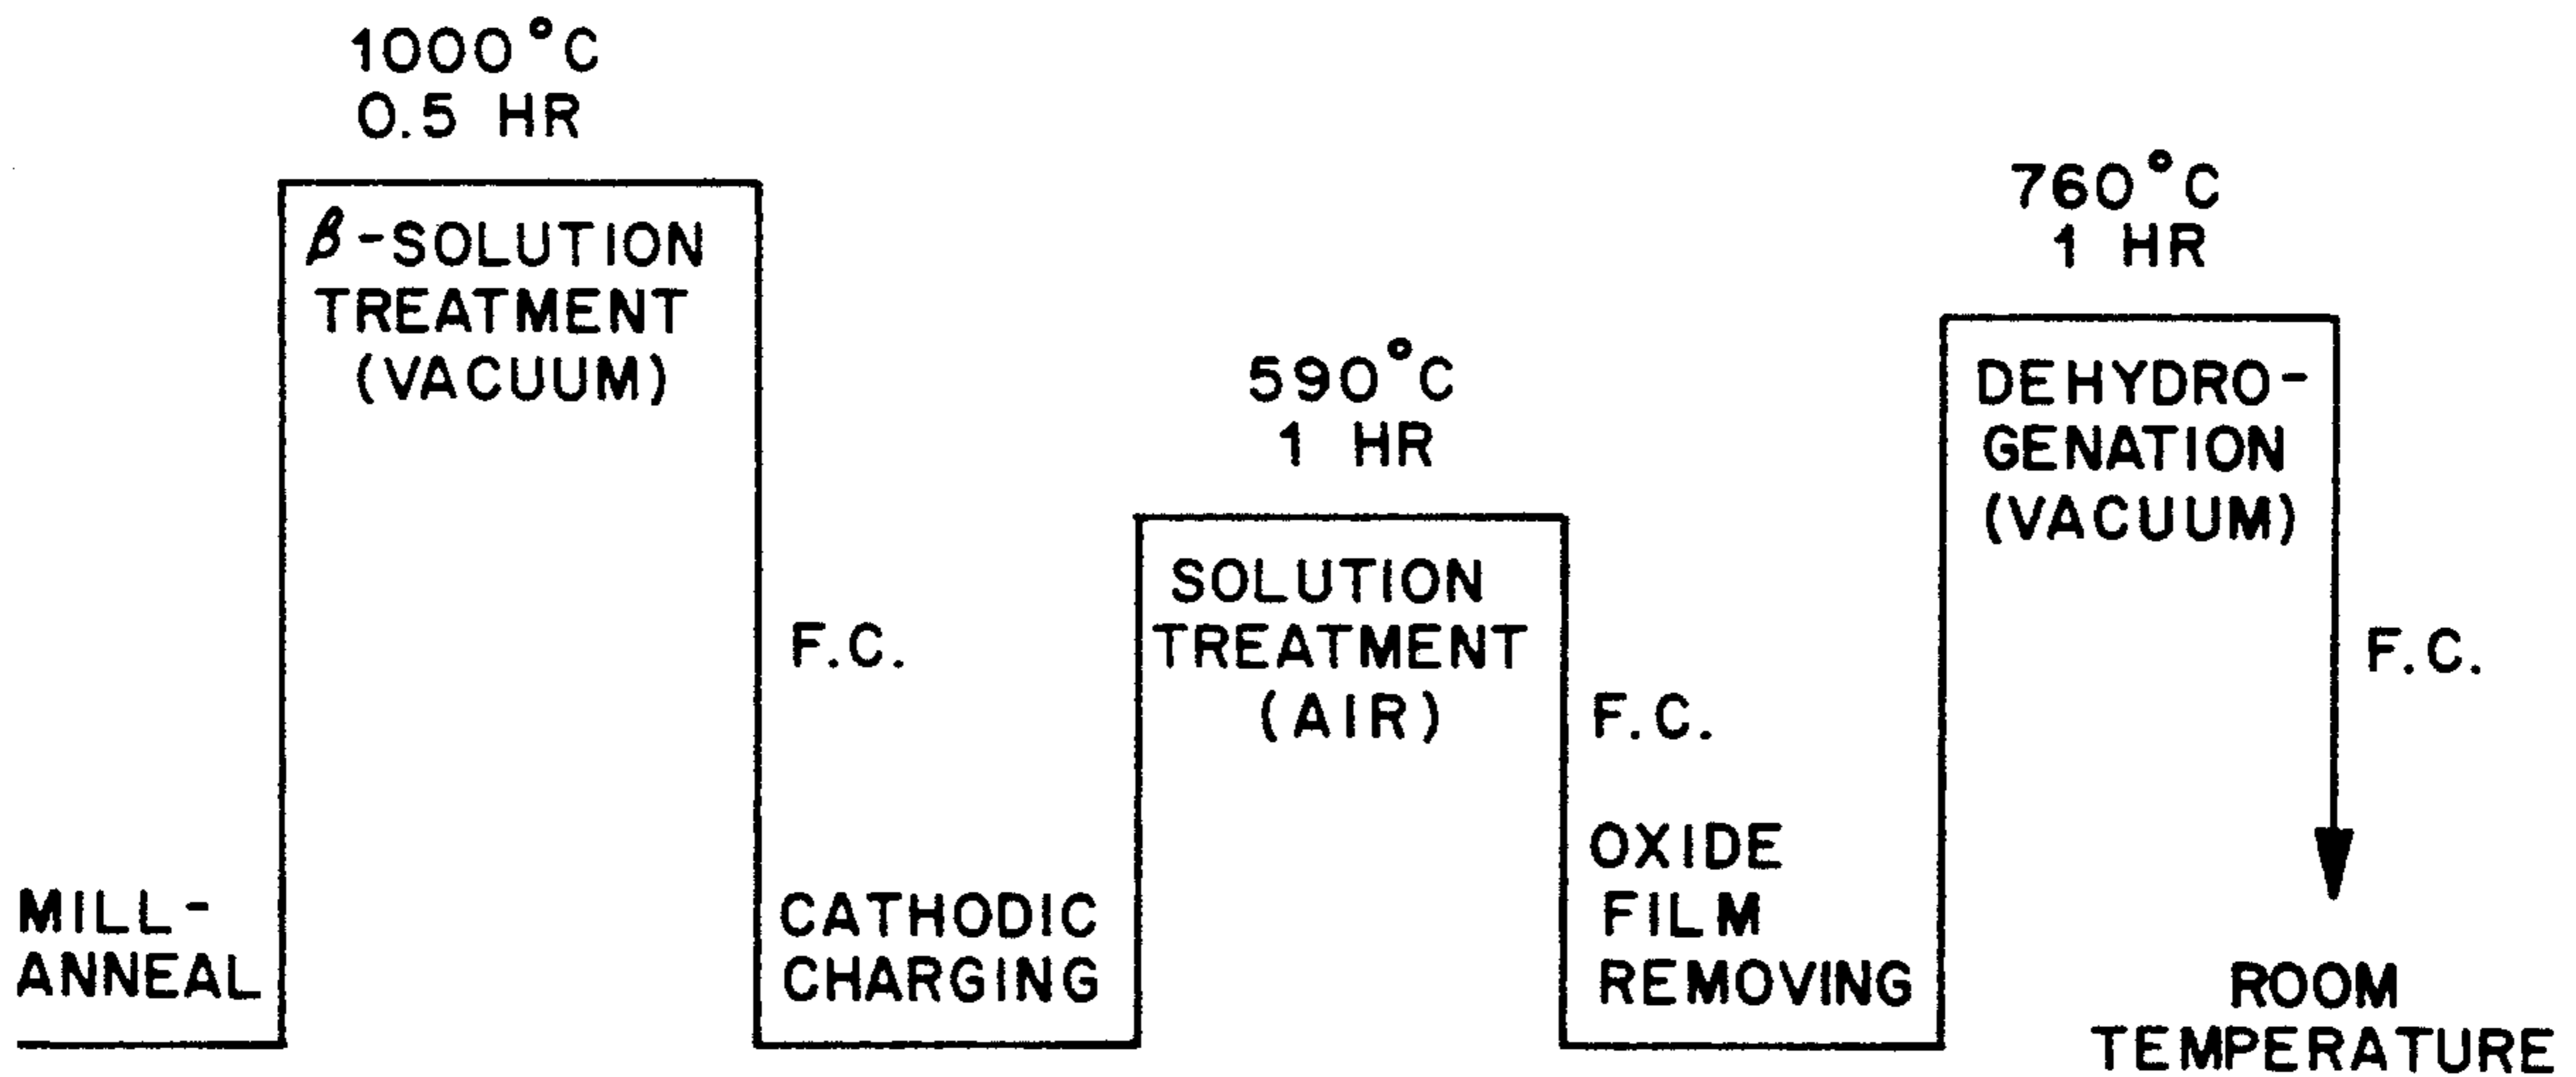 1000°C
0.5 HR
β-SOLUTION
TREATMENT
(VACUUM)
F.C.
MILL-
ANNEAL
CATHODIC
CHARGING
590°C
1 HR
SOLUTION
TREATMENT
(AIR)
F.C.
OXIDE
FILM
REMOVING
760°C
1 HR
DEHYDRO-
GENATION
(VACUUM)
F.C.
ROOM
TEMPERATURE